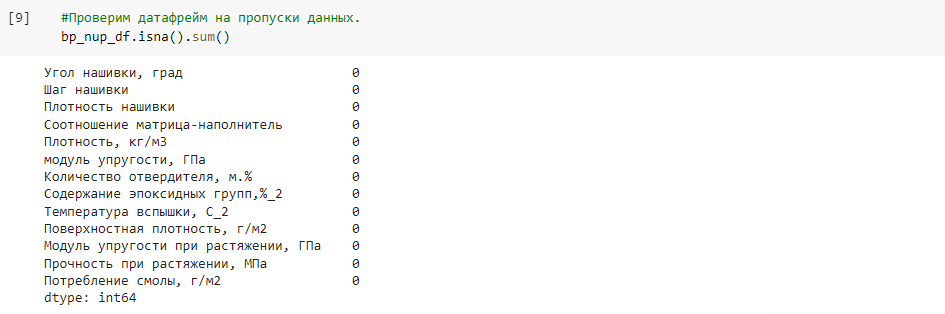 [9] #Проверим датафрейм на пропуски данных.
bp_nup_df.isna().sum()
Угол нашивки, град 0
Шаг нашивки 0
Плотность нашивки 0
Соотношение матрица-наполнитель 0
Плотность, кг/м3 0
модуль упругости, ГПа 0
Количество отвердителя, м.% 0
Содержание эпоксидных групп,%_2 0
Температура вспышки, С_2 0
Поверхностная плотность, г/м2 0
Модуль упругости при растяжении, ГПа 0
Прочность при растяжении, МПа 0
Потребление смолы, г/м2 0
dtype: int64